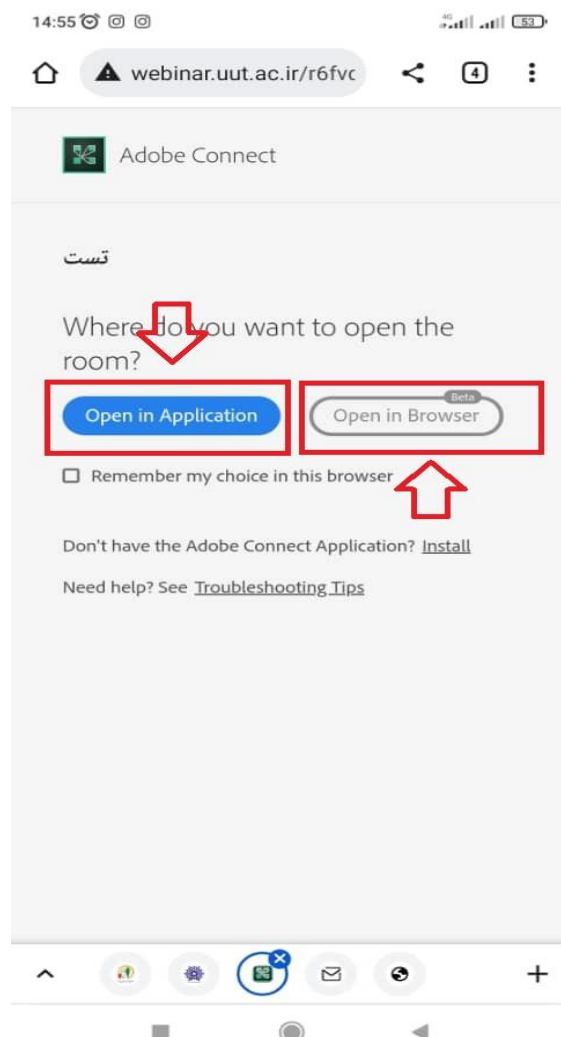 14:55 4G 53
webinar.uut.ac.ir/r6fvc 4
Adobe Connect
تست
Where do you want to open the
room?
Beta
Open in Application Open in Browser
Remember my choice in this browser
Don't have the Adobe Connect Application? Install
Need help? See Troubleshooting Tips